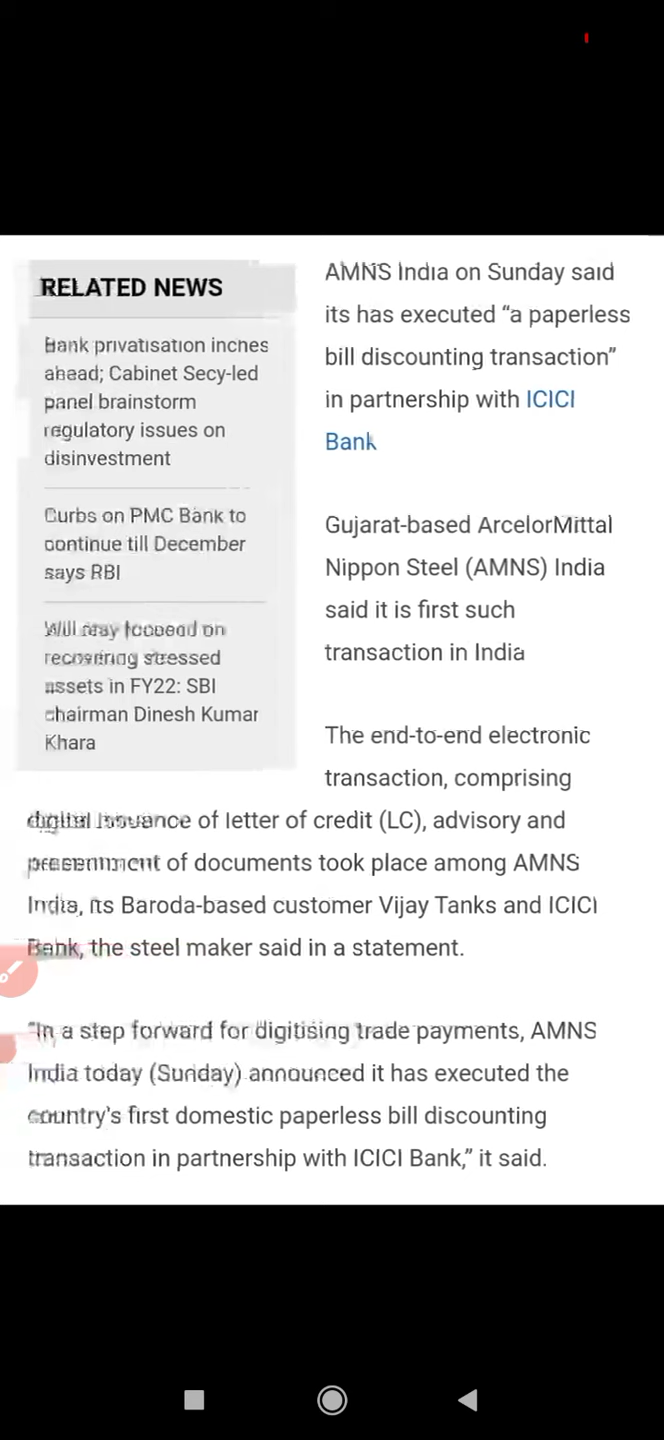 RELATED NEWS
Bank privatisation inches
ahead; Cabinet Secy-led
panel brainstorm
regulatory issues on
disinvestment
Curbs on PMC Bank to
continue till December
says RBI
Will stay focused on
recovering stressed
assets in FY22: SBI
chairman Dinesh Kumar
Khara
AMNS India on Sunday said
its has executed “a paperless
bill discounting transaction”
in partnership with ICICI
Bank
Gujarat-based ArcelorMittal
Nippon Steel (AMNS) India
said it is first such
transaction in India
The end-to-end electronic
transaction, comprising
digital issuance of letter of credit (LC), advisory and
presentment of documents took place among AMNS
India, its Baroda-based customer Vijay Tanks and ICICI
Bank, the steel maker said in a statement.
“In a step forward for digitising trade payments, AMNS
India today (Sunday) announced it has executed the
country's first domestic paperless bill discounting
transaction in partnership with ICICI Bank,” it said.